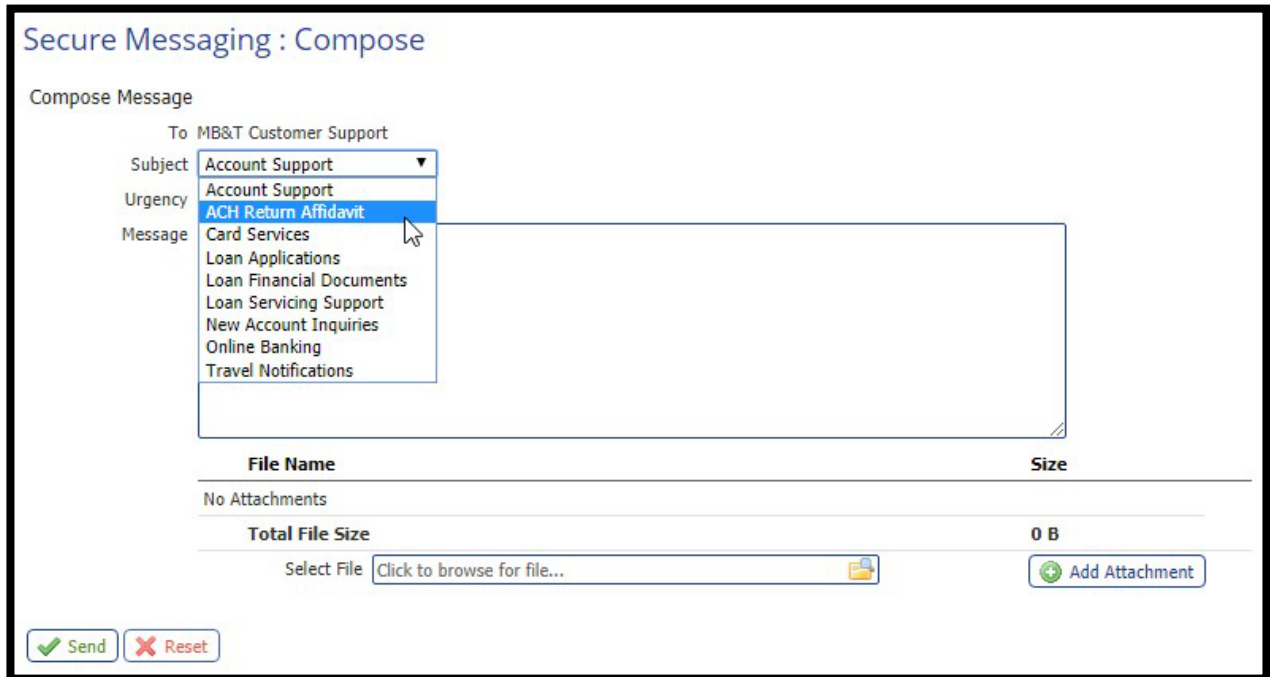 Secure Messaging : Compose
Compose Message
To MB&T Customer Support
Subject Account Support
Account Support
Urgency
ACH Return Affidavit
Message
Card Services
Loan Applications
Loan Financial Documents
Loan Servicing Support
New Account Inquiries
Online Banking
Travel Notifications
File Name Size
No Attachments
Total File Size 0 B
Select File Click to browse for file... Add Attachment
Send Reset